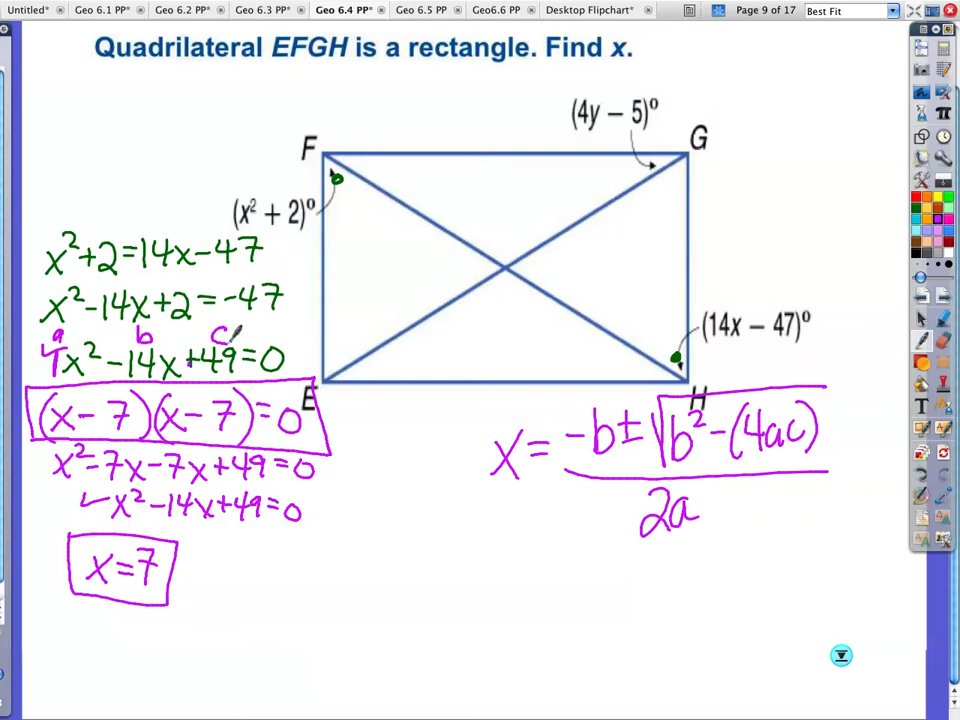 Untitled* Geo 6.1 PP* Geo 6.2 PP* Geo 6.3 PP* Geo 6.4 PP* Geo 6.5 PP Geo6.6 PP Desktop Flipchart* Page 9 of 17 Best Fit
Quadrilateral EFGH is a rectangle. Find x.
(4y − 5)º
F
G
(x² + 2)º
x²+2=14x-47
x²-14x+2=-47
(14x − 47)º
a b c
1x²-14x+49=0
E
H
(x-7)(x-7)=0
x²-7x-7x+49=0
x²-14x+49=0
x=7
x= -b±√b²-(4ac)
2a
T